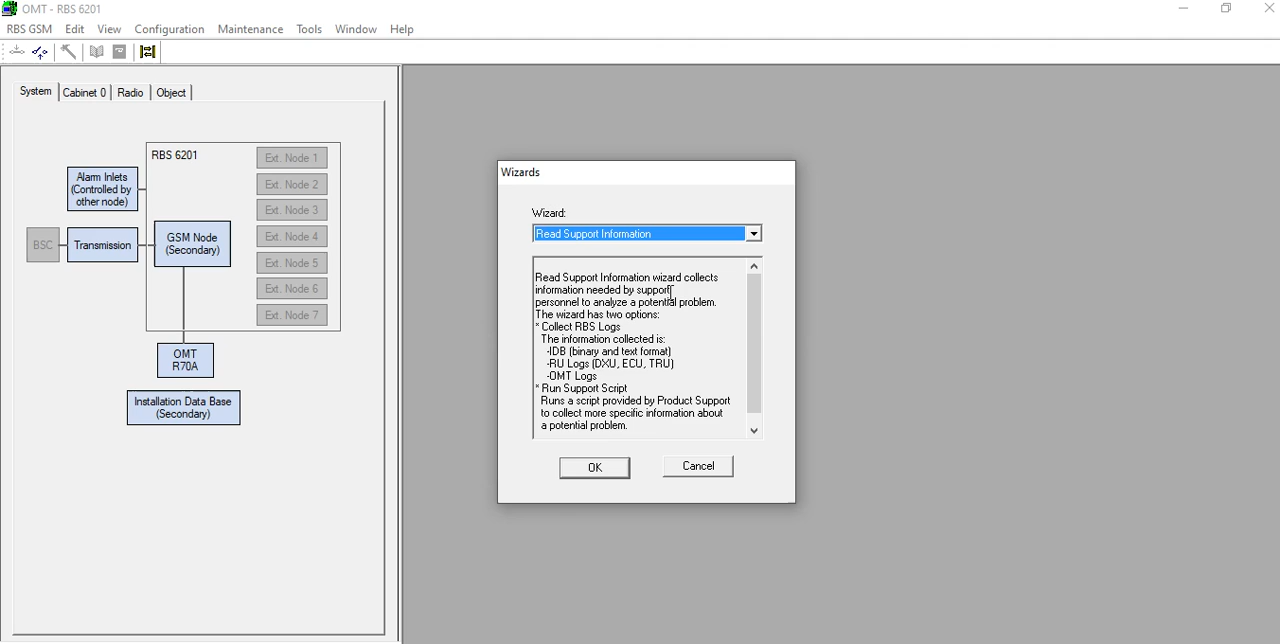 OMT - RBS 6201
RBS GSM Edit View Configuration Maintenance Tools Window Help
System Cabinet 0 Radio Object
RBS 6201
Ext. Node 1
Ext. Node 2
Ext. Node 3
Ext. Node 4
Ext. Node 5
Ext. Node 6
Ext. Node 7
Alarm Inlets
(Controlled by
other node)
BSC
Transmission
GSM Node
(Secondary)
OMT
R70A
Installation Data Base
(Secondary)
Wizards
Wizard:
Read Support Information
Read Support Information wizard collects
information needed by support
personnel to analyze a potential problem.
The wizard has two options:
* Collect RBS Logs
The information collected is:
-IDB (binary and text format)
-RU Logs (DXU, ECU, TRU)
-OMT Logs
* Run Support Script
Runs a script provided by Product Support
to collect more specific information about
a potential problem.
OK
Cancel